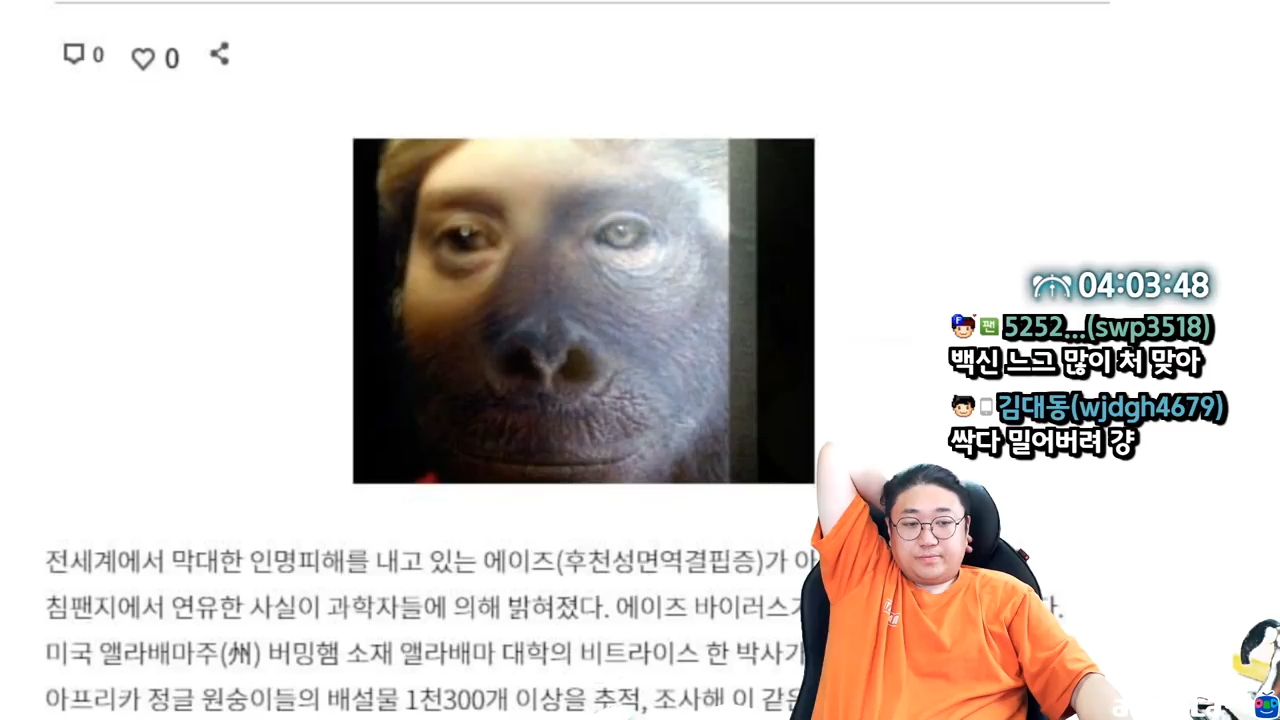 0
0
04:03:48
팬 5252...(swp3518)
백신 느그 많이 처 맞아
김대동(wjdgh4679)
싹다 밀어버려 걍
전세계에서 막대한 인명피해를 내고 있는 에이즈(후천성면역결핍증)가 아
침팬지에서 연유한 사실이 과학자들에 의해 밝혀졌다. 에이즈 바이러스가
미국 앨라배마주(州) 버밍햄 소재 앨라배마 대학의 비트라이스 한 박사가
아프리카 정글 원숭이들의 배설물 1천300개 이상을 추적, 조사해 이 같은